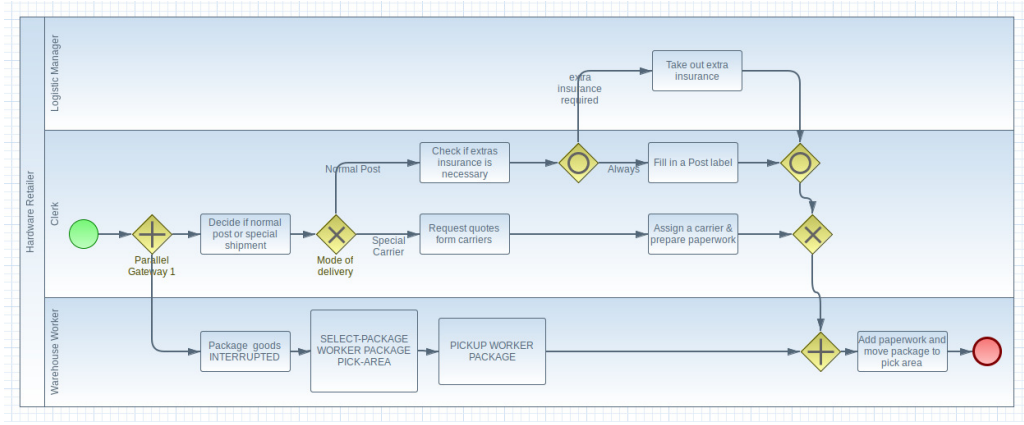 Hardware Retailer
Logistic Manager
extra
insurance
required
Take out extra
insurance
Clerk
Normal Post
Check if extras
insurance is
necessary
Always
Fill in a Post label
Parallel
Gateway 1
Decide if normal
post or special
shipment
Mode of
delivery
Special
Carrier
Request quotes
form carriers
Assign a carrier &
prepare paperwork
Warehouse Worker
Package goods
INTERRUPTED
SELECT-PACKAGE
WORKER PACKAGE
PICK-AREA
PICKUP WORKER
PACKAGE
Add paperwork and
move package to
pick area